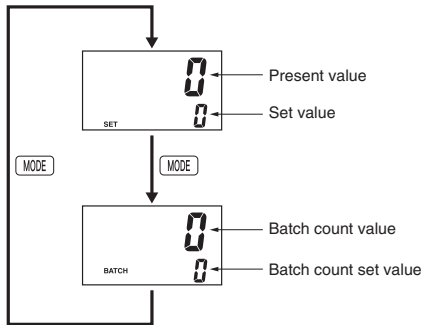 0
Present value
SET
0
Set value
MODE
MODE
0
Batch count value
BATCH
0
Batch count set value